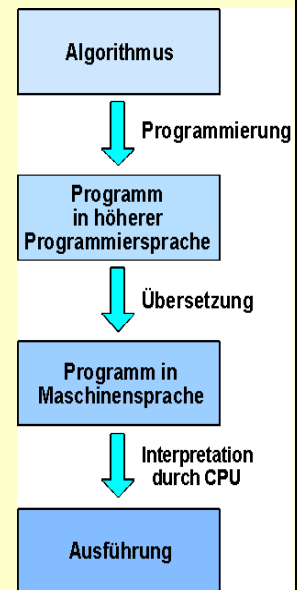 Algorithmus
Programmierung
Programm
in höherer
Programmiersprache
Übersetzung
Programm in
Maschinensprache
Interpretation
durch CPU
Ausführung